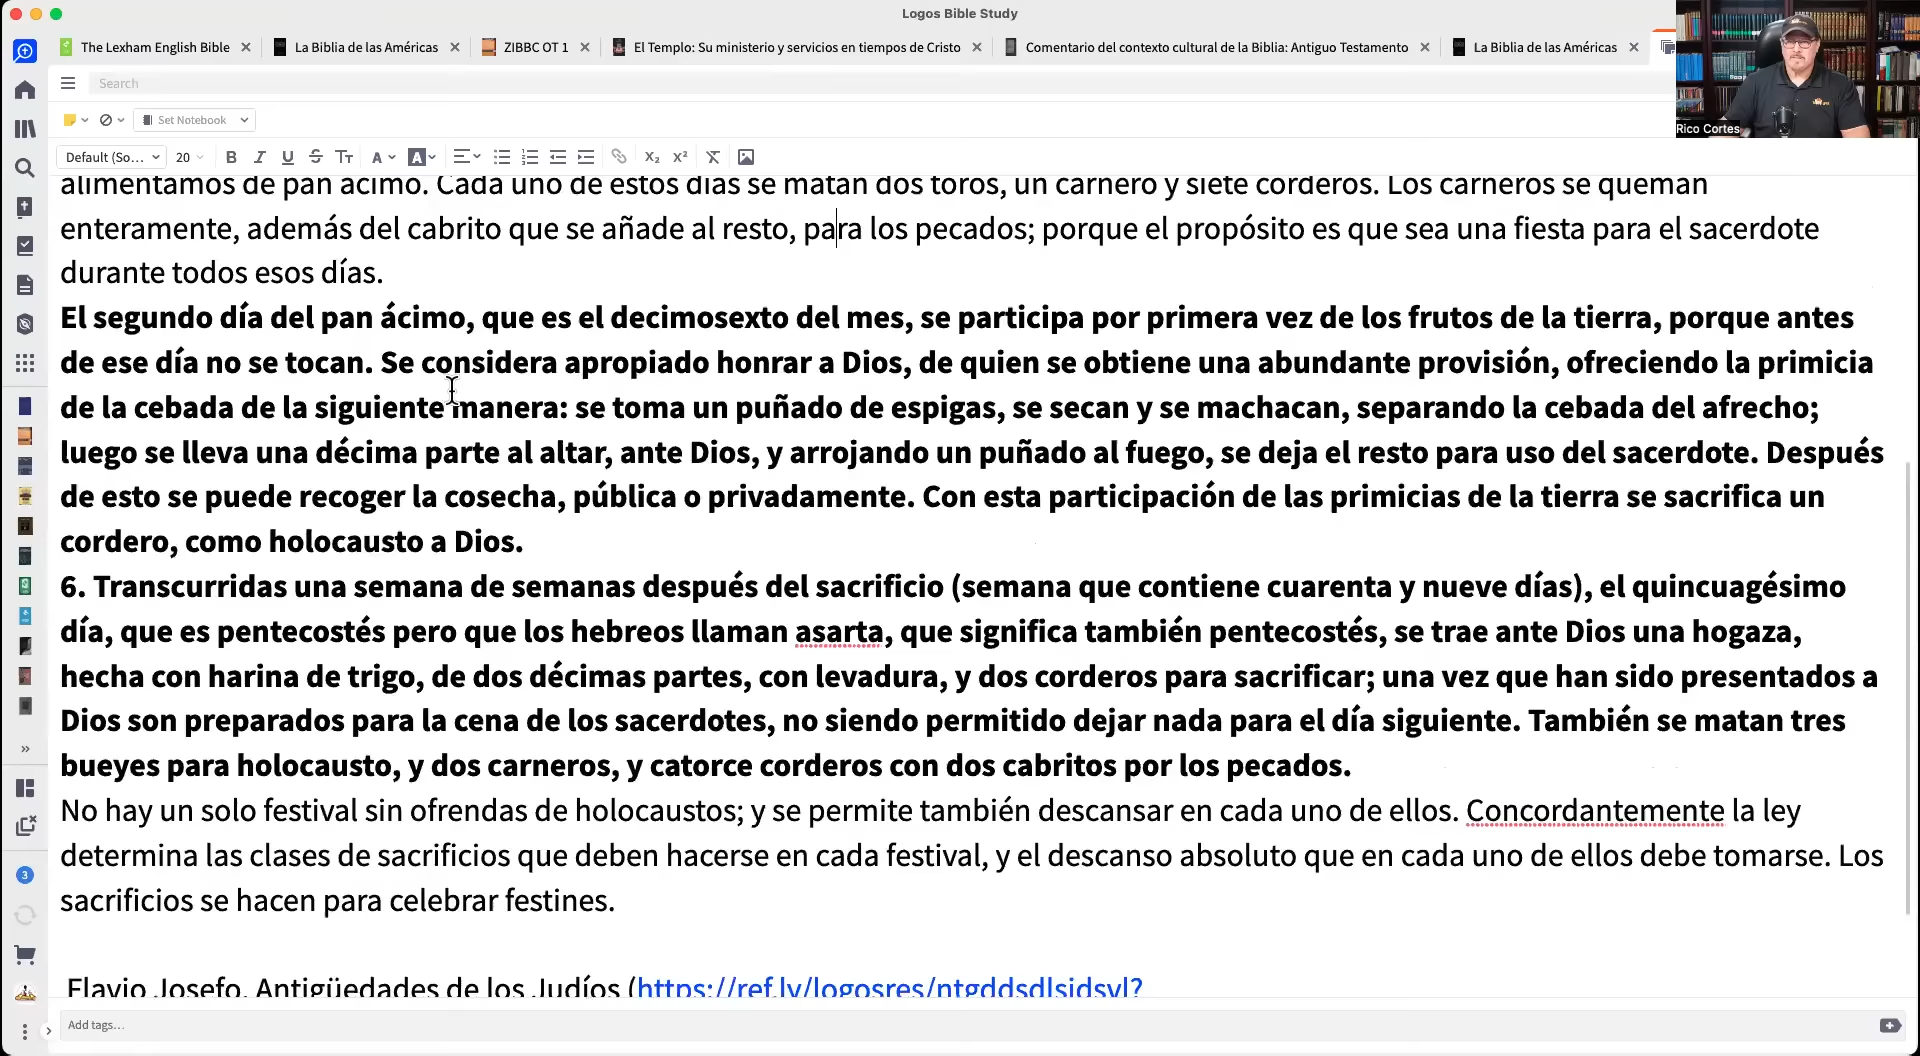 Logos Bible Study
The Lexham English Bible
La Biblia de las Américas
ZIBBC OT 1
El Templo: Su ministerio y servicios en tiempos de Cristo
Comentario del contexto cultural de la Biblia: Antiguo Testamento
La Biblia de las Américas
Search
Set Notebook
Default (So...
20
Rico Cortes
alimentamos de pan ácimo. Cada uno de estos días se matan dos toros, un carnero y siete corderos. Los carneros se queman
enteramente, además del cabrito que se añade al resto, para los pecados; porque el propósito es que sea una fiesta para el sacerdote
durante todos esos días.
El segundo día del pan ácimo, que es el decimosexto del mes, se participa por primera vez de los frutos de la tierra, porque antes
de ese día no se tocan. Se considera apropiado honrar a Dios, de quien se obtiene una abundante provisión, ofreciendo la primicia
de la cebada de la siguiente manera: se toma un puñado de espigas, se secan y se machacan, separando la cebada del afrecho;
luego se lleva una décima parte al altar, ante Dios, y arrojando un puñado al fuego, se deja el resto para uso del sacerdote. Después
de esto se puede recoger la cosecha, pública o privadamente. Con esta participación de las primicias de la tierra se sacrifica un
cordero, como holocausto a Dios.
6. Transcurridas una semana de semanas después del sacrificio (semana que contiene cuarenta y nueve días), el quincuagésimo
día, que es pentecostés pero que los hebreos llaman asarta, que significa también pentecostés, se trae ante Dios una hogaza,
hecha con harina de trigo, de dos décimas partes, con levadura, y dos corderos para sacrificar; una vez que han sido presentados a
Dios son preparados para la cena de los sacerdotes, no siendo permitido dejar nada para el día siguiente. También se matan tres
bueyes para holocausto, y dos carneros, y catorce corderos con dos cabritos por los pecados.
No hay un solo festival sin ofrendas de holocaustos; y se permite también descansar en cada uno de ellos. Concordantemente la ley
determina las clases de sacrificios que deben hacerse en cada festival, y el descanso absoluto que en cada uno de ellos debe tomarse. Los
sacrificios se hacen para celebrar festines.
Flavio Josefo. Antigüedades de los Judíos (https://ref.ly/logosres/ntgddsdlsjdsyl?
3
Add tags...